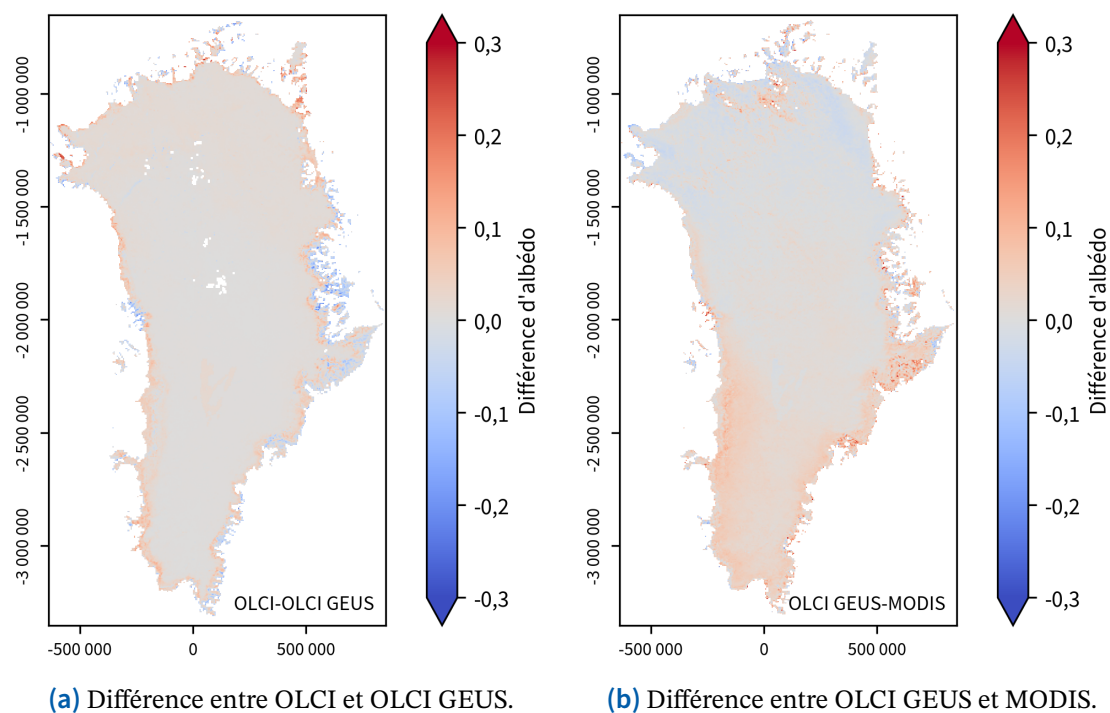 -1 000 000
-1 500 000
-2 000 000
-2 500 000
-3 000 000
-500 000
0
500 000
OLCI-OLCI GEUS
0,3
0,2
0,1
0,0
-0,1
-0,2
-0,3
Différence d'albédo
(a) Différence entre OLCI et OLCI GEUS.
-1 000 000
-1 500 000
-2 000 000
-2 500 000
-3 000 000
-500 000
0
500 000
OLCI GEUS-MODIS
0,3
0,2
0,1
0,0
-0,1
-0,2
-0,3
Différence d'albédo
(b) Différence entre OLCI GEUS et MODIS.